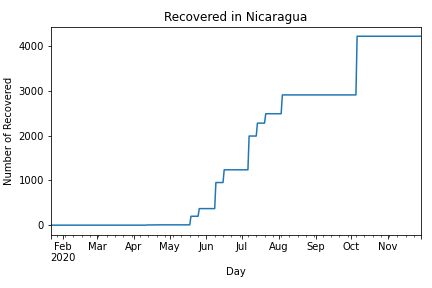 Recovered in Nicaragua
Number of Recovered
4000
3000
2000
1000
0
Feb Mar Apr May Jun Jul Aug Sep Oct Nov
2020
Day